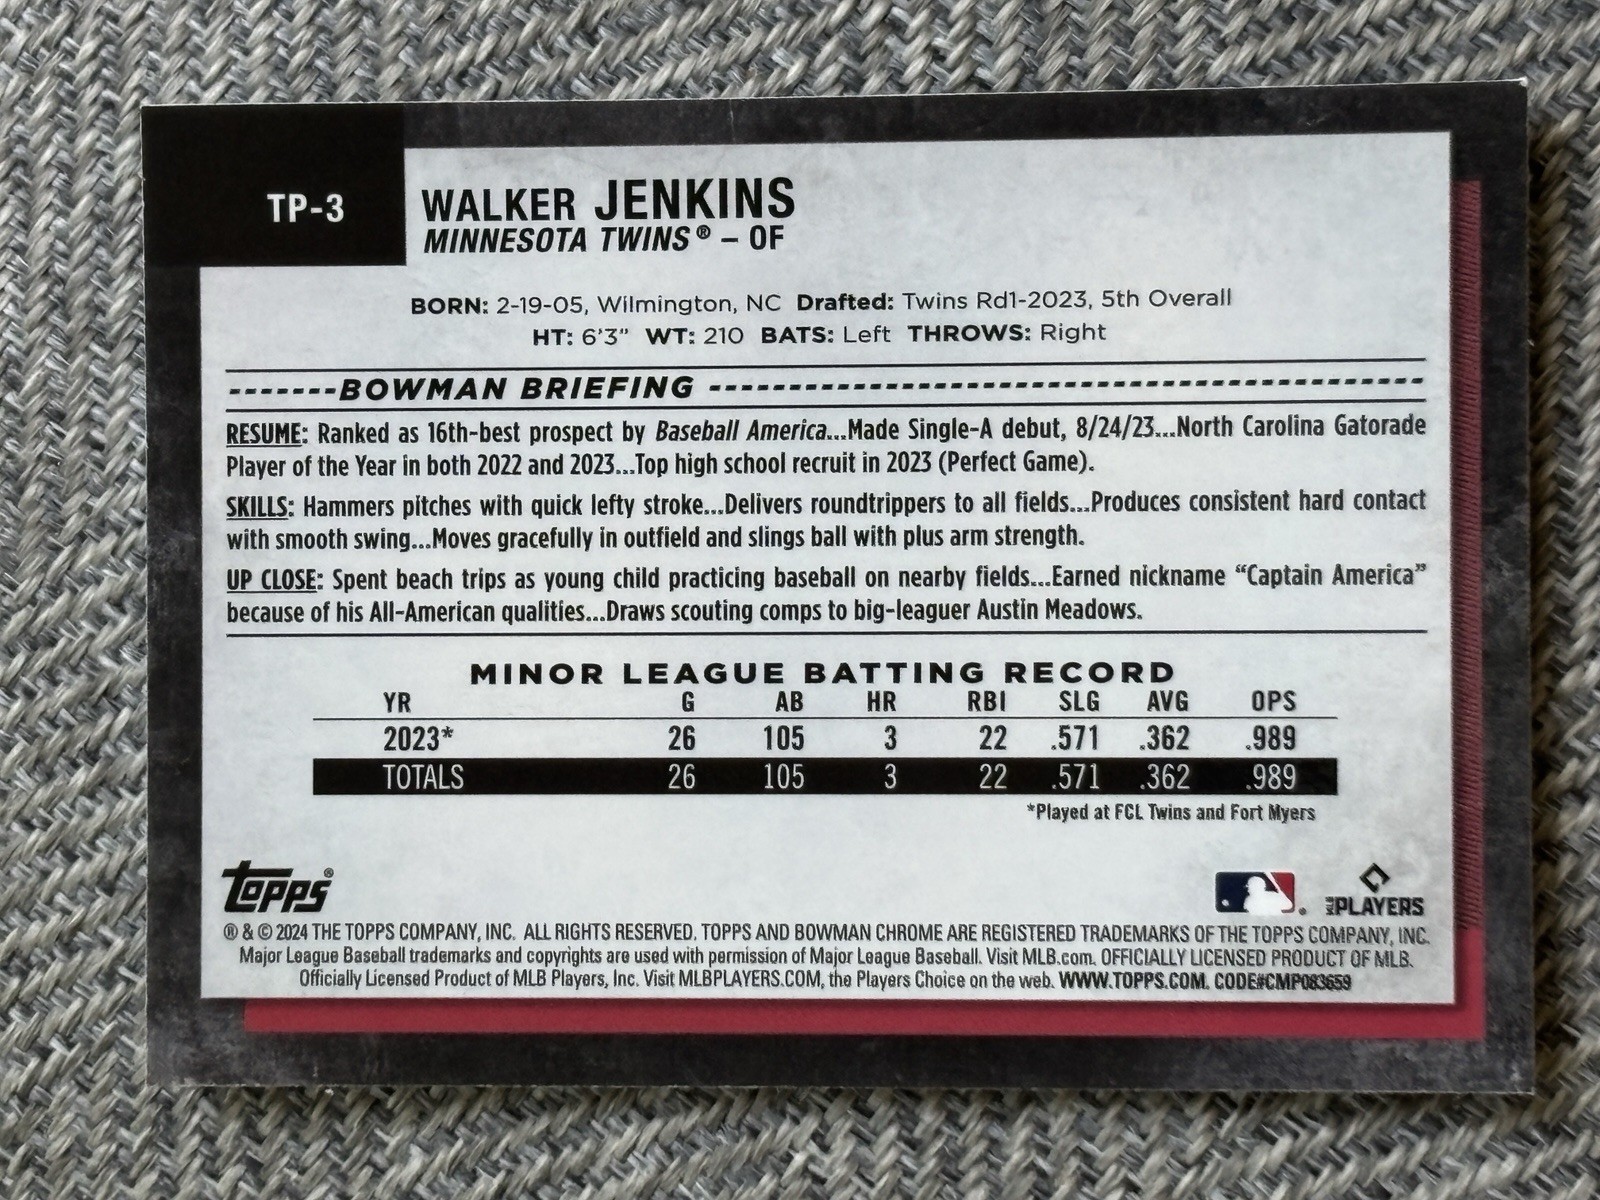 TP-3
WALKER JENKINS
MINNESOTA TWINS® – OF
BORN: 2-19-05, Wilmington, NC Drafted: Twins Rd1-2023, 5th Overall
HT: 6'3" WT: 210 BATS: Left THROWS: Right
BOWMAN BRIEFING
RESUME: Ranked as 16th-best prospect by Baseball America...Made Single-A debut, 8/24/23...North Carolina Gatorade
Player of the Year in both 2022 and 2023...Top high school recruit in 2023 (Perfect Game).
SKILLS: Hammers pitches with quick lefty stroke...Delivers roundtrippers to all fields...Produces consistent hard contact
with smooth swing...Moves gracefully in outfield and slings ball with plus arm strength.
UP CLOSE: Spent beach trips as young child practicing baseball on nearby fields...Earned nickname “Captain America”
because of his All-American qualities...Draws scouting comps to big-leaguer Austin Meadows.
MINOR LEAGUE BATTING RECORD
YR G AB HR RBI SLG AVG OPS
2023* 26 105 3 22 .571 .362 .989
TOTALS 26 105 3 22 .571 .362 .989
*Played at FCL Twins and Fort Myers
topps®
MLB PLAYERS
® & © 2024 THE TOPPS COMPANY, INC. ALL RIGHTS RESERVED. TOPPS AND BOWMAN CHROME ARE REGISTERED TRADEMARKS OF THE TOPPS COMPANY, INC.
Major League Baseball trademarks and copyrights are used with permission of Major League Baseball. Visit MLB.com. OFFICIALLY LICENSED PRODUCT OF MLB.
Officially Licensed Product of MLB Players, Inc. Visit MLBPLAYERS.COM, the Players Choice on the web. WWW.TOPPS.COM. CODE#CMP083659